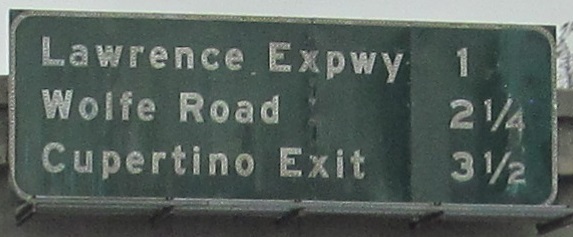 Lawrence Expwy 1
Wolfe Road 2 1/4
Cupertino Exit 3 1/2